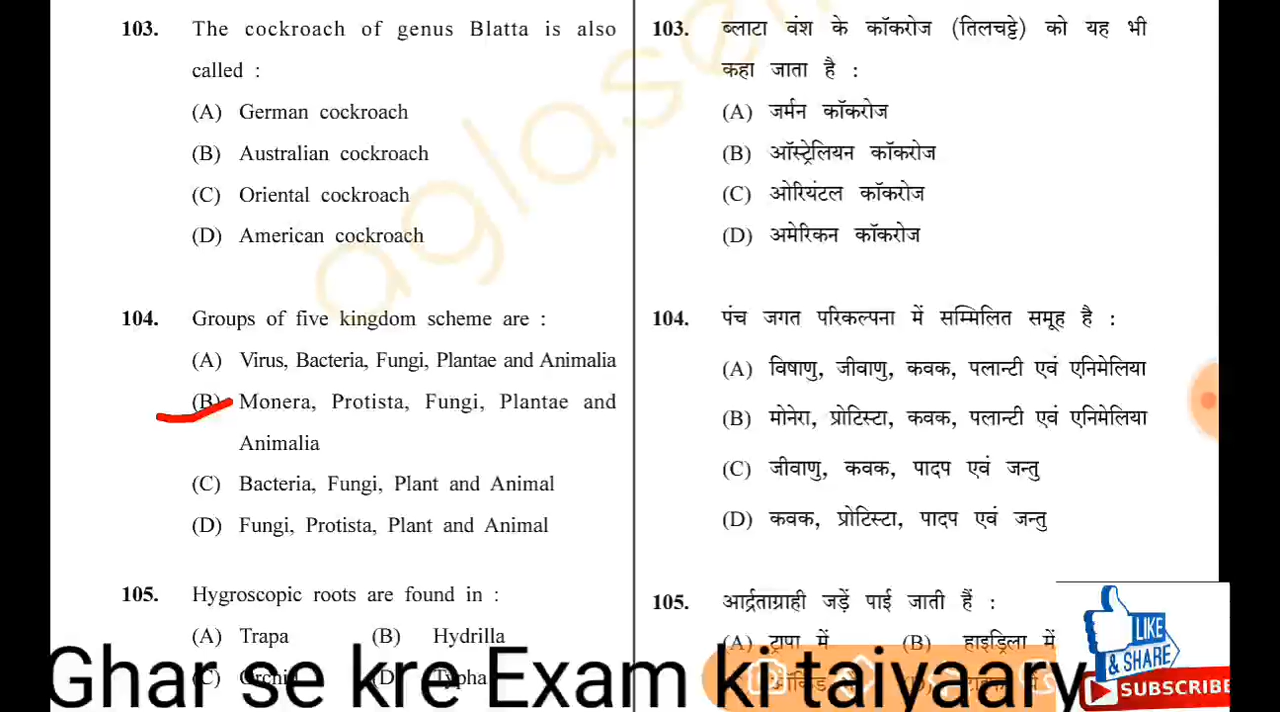 103. The cockroach of genus Blatta is also
called :
(A) German cockroach
(B) Australian cockroach
(C) Oriental cockroach
(D) American cockroach
104. Groups of five kingdom scheme are :
(A) Virus, Bacteria, Fungi, Plantae and Animalia
(B) Monera, Protista, Fungi, Plantae and
Animalia
(C) Bacteria, Fungi, Plant and Animal
(D) Fungi, Protista, Plant and Animal
105. Hygroscopic roots are found in :
(A) Trapa (B) Hydrilla
(C) Orchid (D) Typha
103. ब्लाटा वंश के कॉकरोज (तिलचट्टे) को यह भी
कहा जाता है :
(A) जर्मन कॉकरोज
(B) ऑस्ट्रेलियन कॉकरोज
(C) ओरियंटल कॉकरोज
(D) अमेरिकन कॉकरोज
104. पंच जगत परिकल्पना में सम्मिलित समूह है :
(A) विषाणु, जीवाणु, कवक, पलान्टी एवं एनिमेलिया
(B) मोनेरा, प्रोटिस्टा, कवक, पलान्टी एवं एनिमेलिया
(C) जीवाणु, कवक, पादप एवं जन्तु
(D) कवक, प्रोटिस्टा, पादप एवं जन्तु
105. आर्द्रताग्राही जड़ें पाई जाती हैं :
(A) ट्रापा में (B) हाइड्रिला में
Ghar se kre Exam ki taiyaary
LIKE
& SHARE
SUBSCRIBE
aglasem